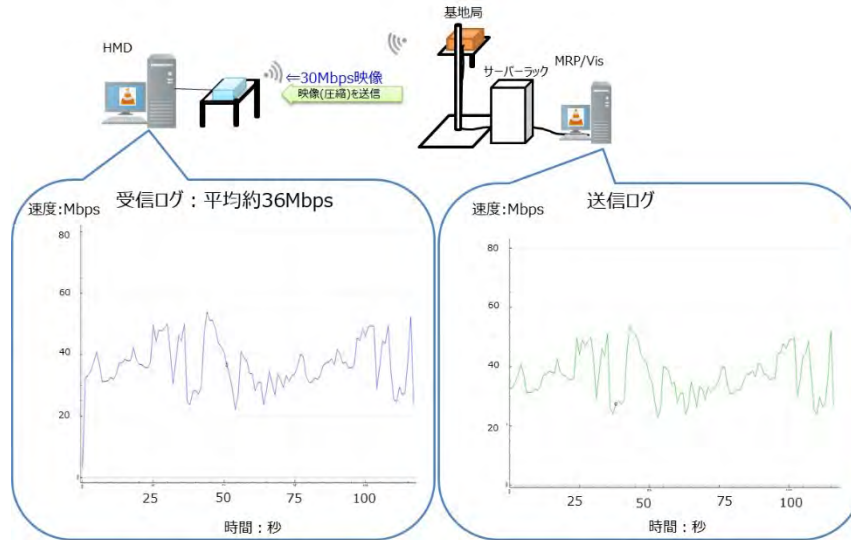 基地局
HMD
サーバーラック
MRP/Vis
⇐30Mbps映像
映像(圧縮)を送信
受信ログ：平均約36Mbps
速度:Mbps
80
60
40
20
25
50
75
100
時間：秒
送信ログ
速度:Mbps
80
60
40
20
25
50
75
100
時間：秒